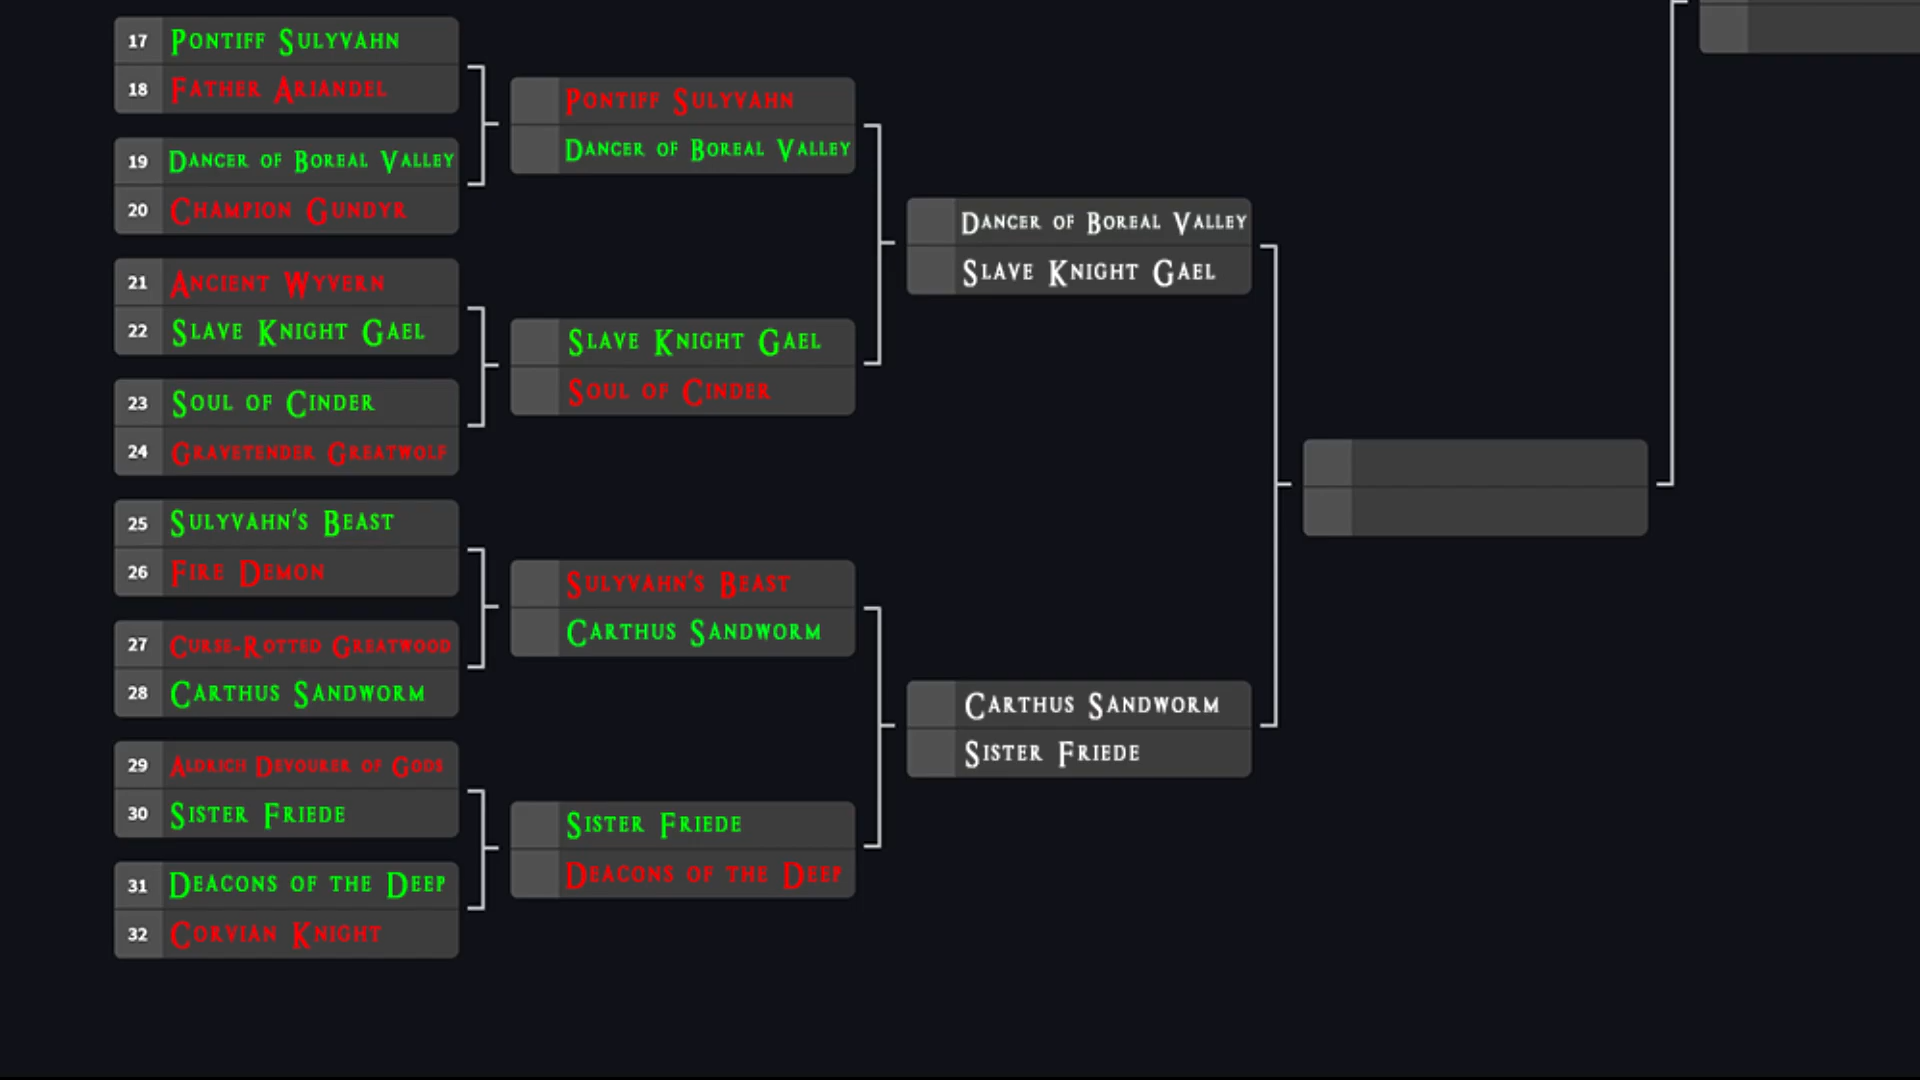 17 Pontiff Sulyvahn
18 Father Ariandel
19 Dancer of Boreal Valley
20 Champion Gundyr
21 Ancient Wyvern
22 Slave Knight Gael
23 Soul of Cinder
24 Gravetender Greatwolf
25 Sulyvahn's Beast
26 Fire Demon
27 Curse-Rotted Greatwood
28 Carthus Sandworm
29 Aldrich Devourer of Gods
30 Sister Friede
31 Deacons of the Deep
32 Corvian Knight
Pontiff Sulyvahn
Dancer of Boreal Valley
Slave Knight Gael
Soul of Cinder
Sulyvahn's Beast
Carthus Sandworm
Sister Friede
Deacons of the Deep
Dancer of Boreal Valley
Slave Knight Gael
Carthus Sandworm
Sister Friede